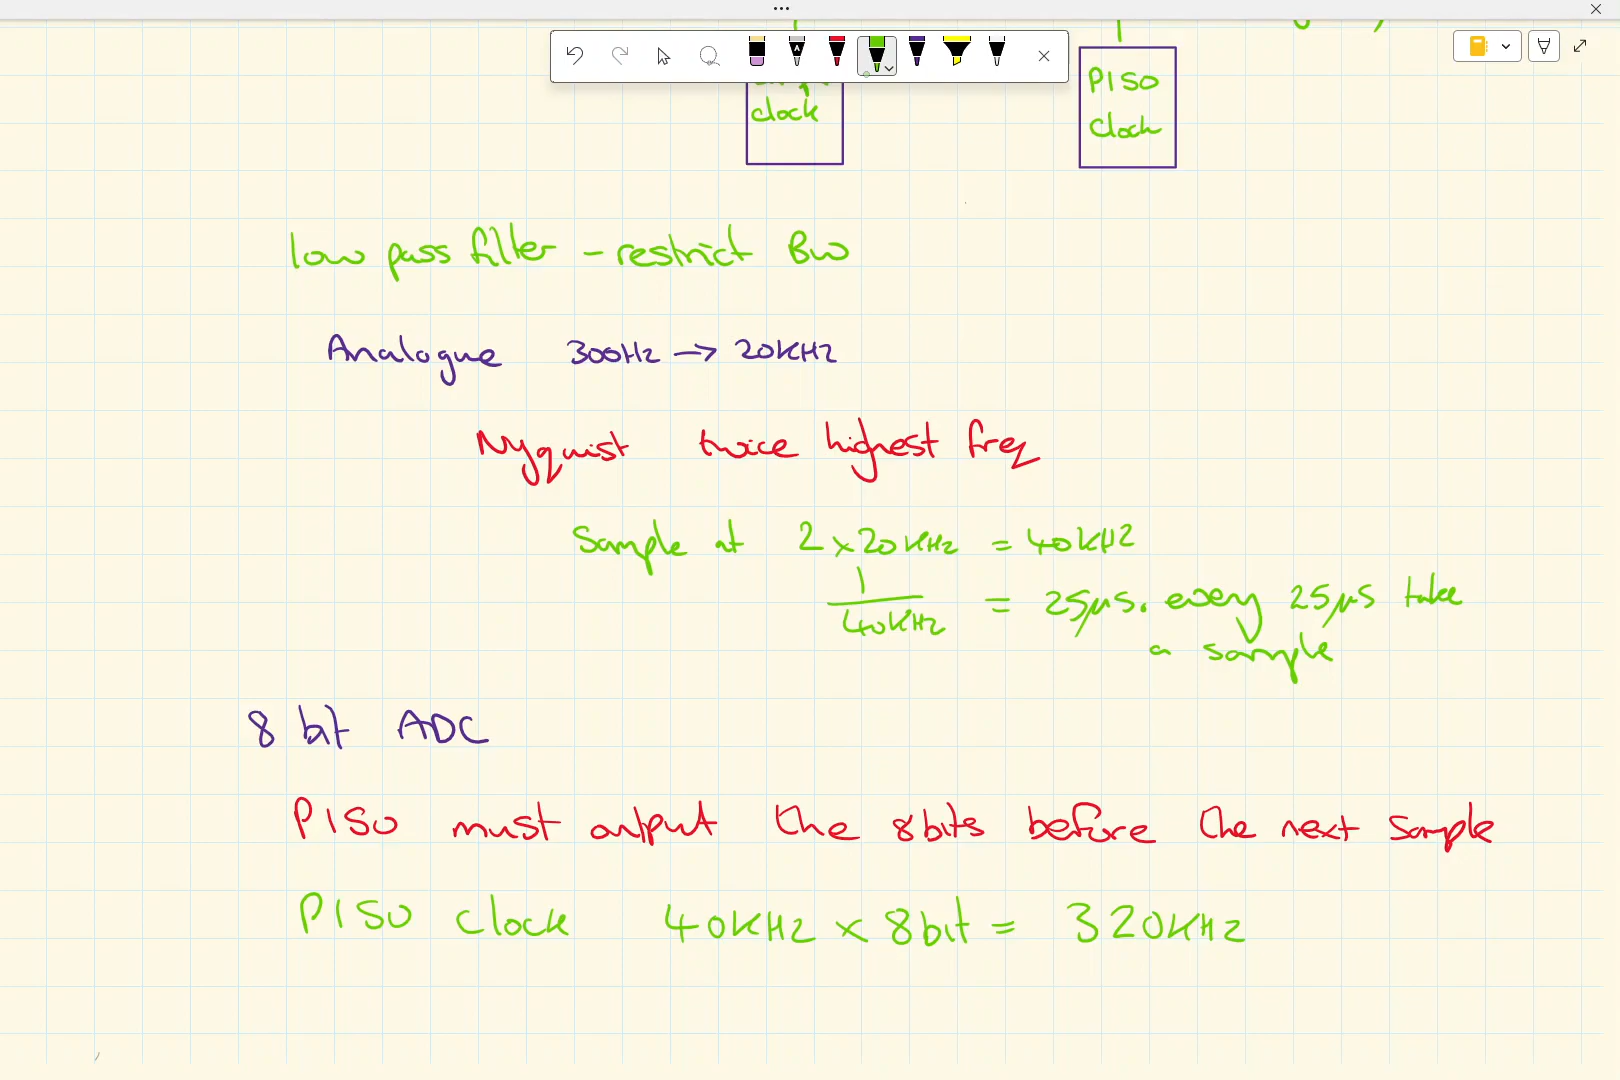 clock
PISO
clock
low pass filter - restrict BW
Analogue 300Hz → 20KHz
Nyquist twice highest freq
Sample at 2 x 20KHz = 40KHz
1/40KHz = 25μs. every 25μs take
a sample
8 bit ADC
PISO must output the 8bits before the next sample
PISO clock 40KHz x 8bit = 320KHz